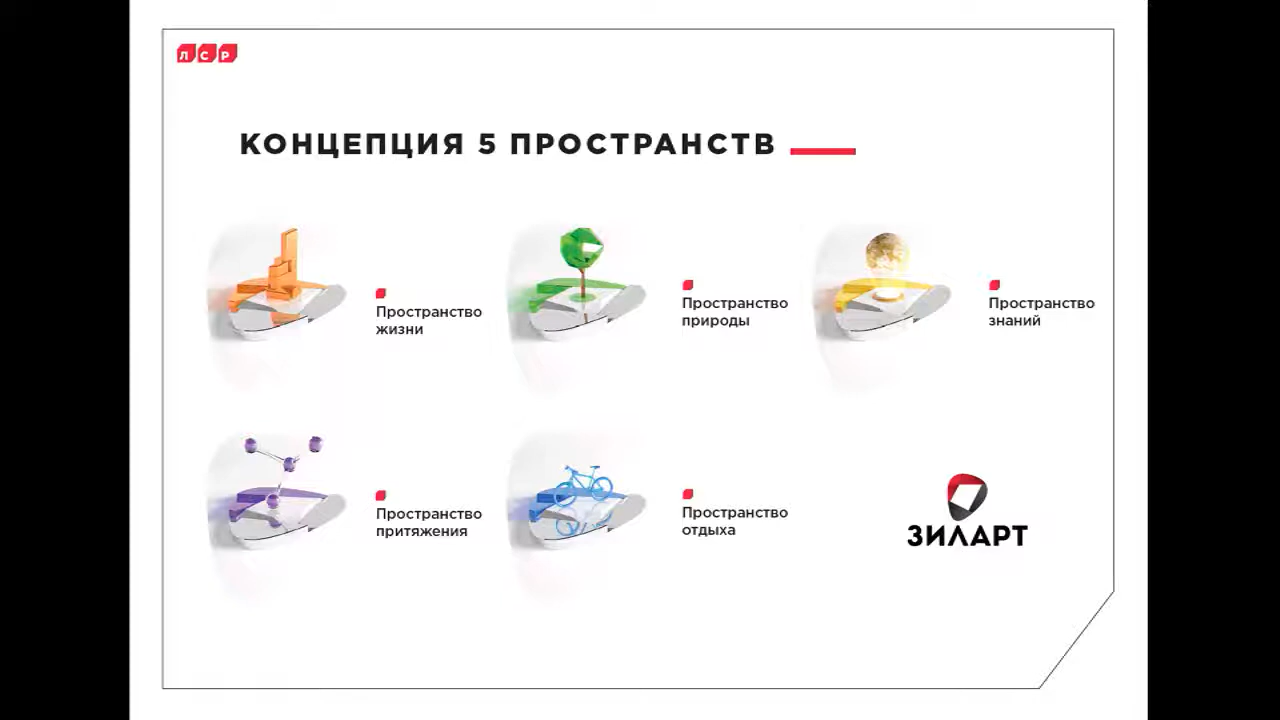 ЛСР
КОНЦЕПЦИЯ 5 ПРОСТРАНСТВ
Пространство
жизни
Пространство
природы
Пространство
знаний
Пространство
притяжения
Пространство
отдыха
ЗИЛАРТ